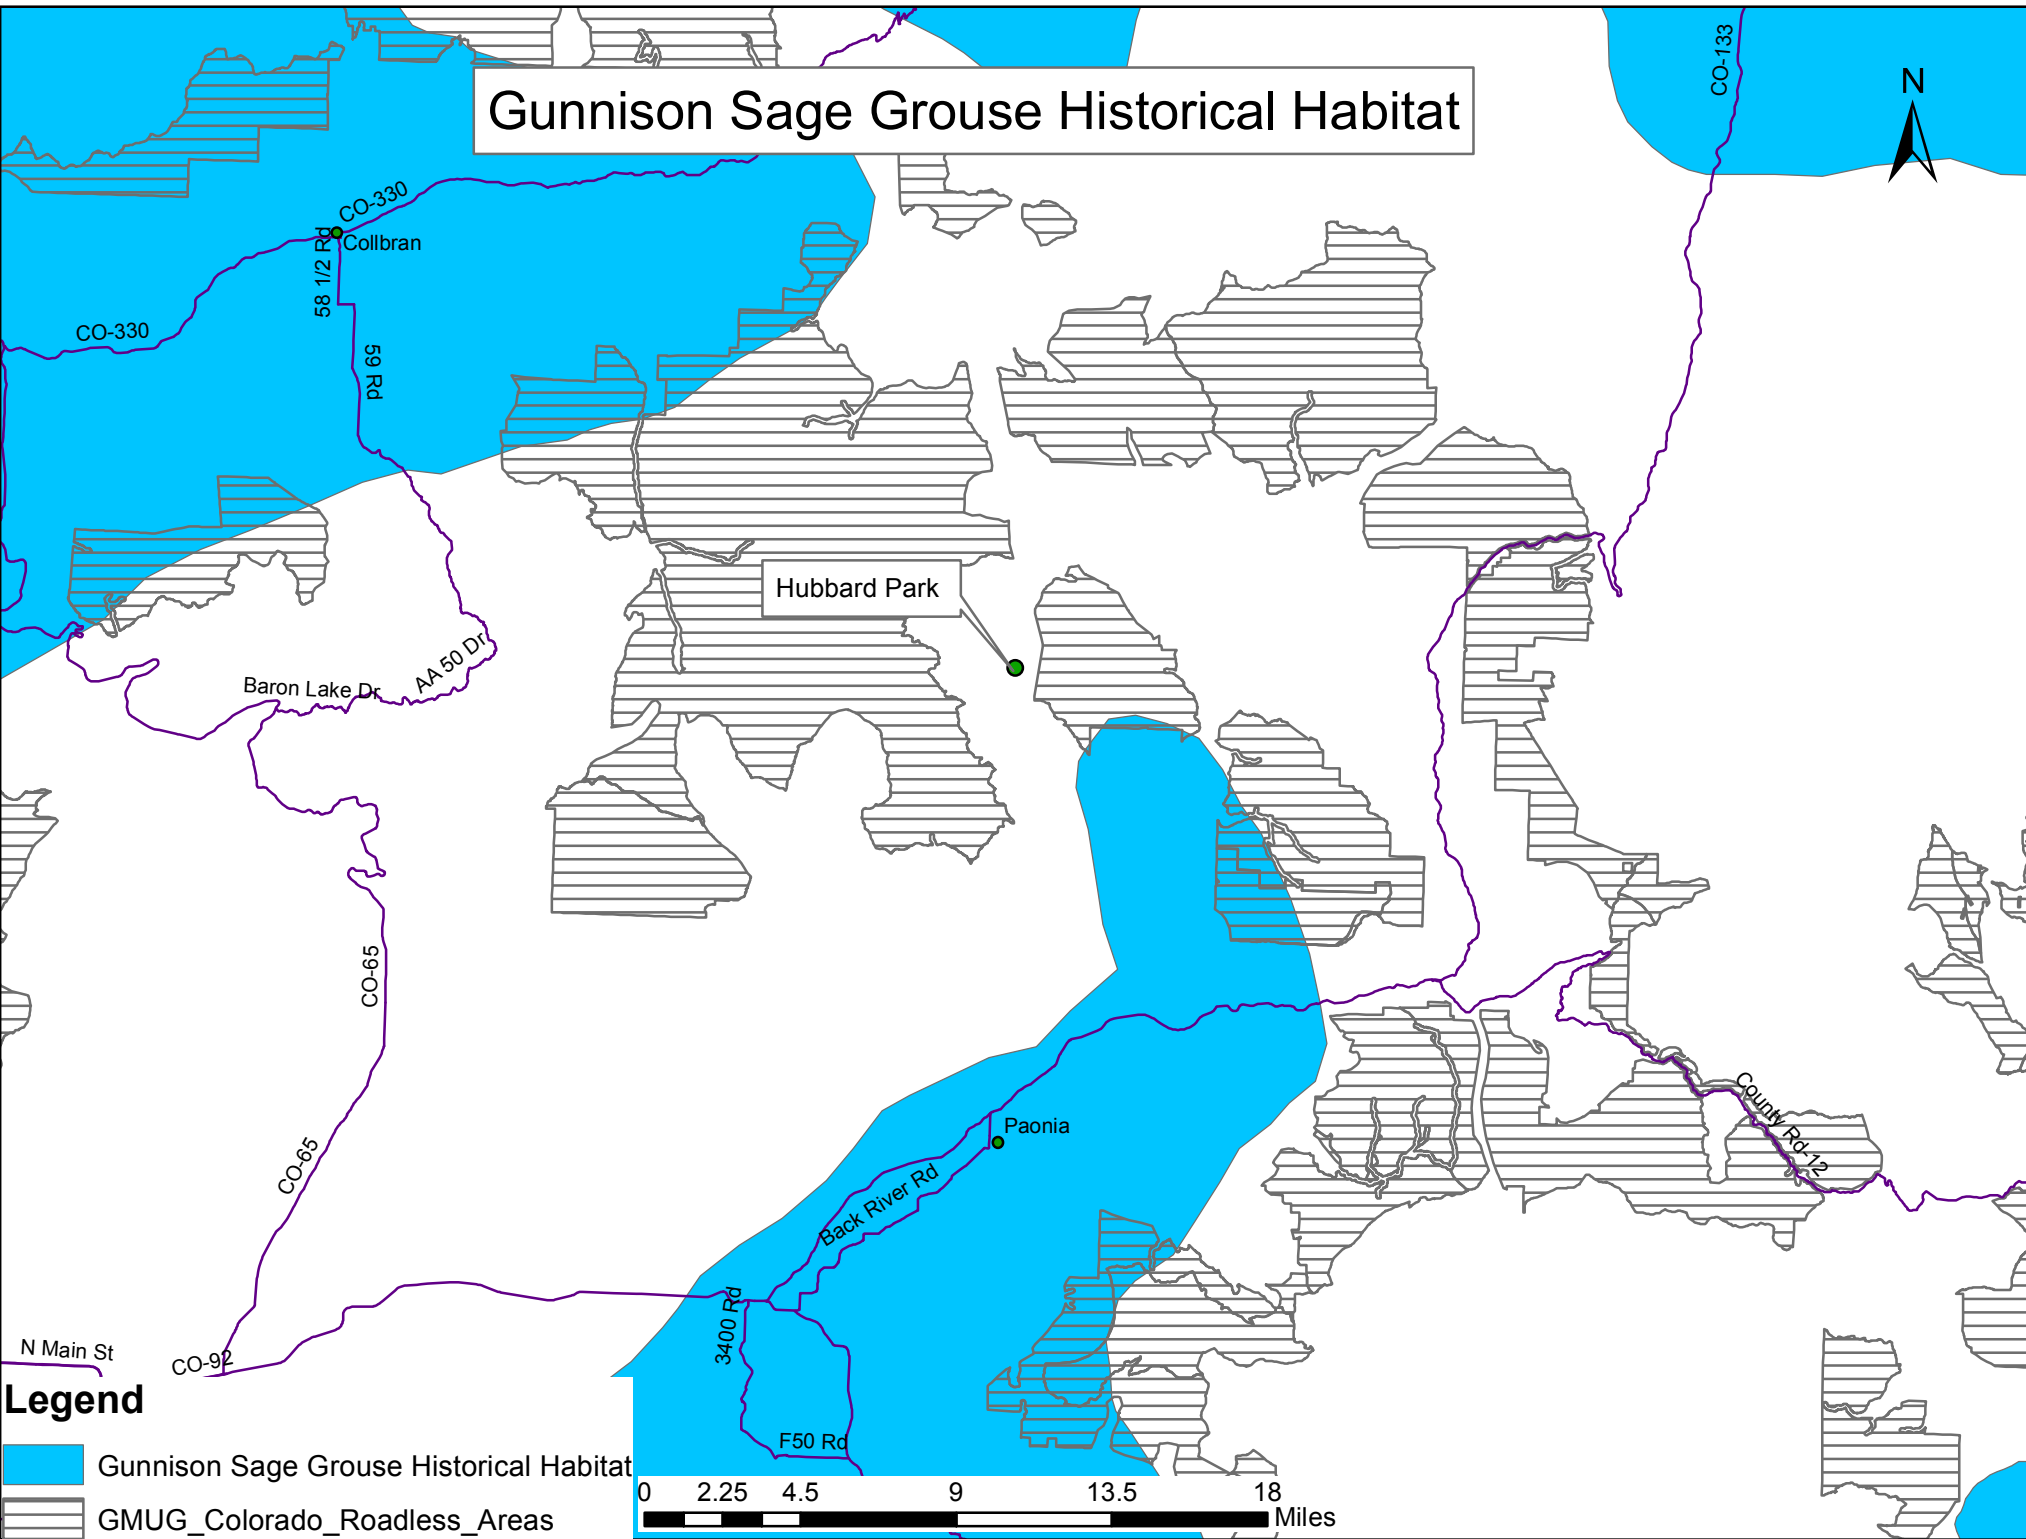 Gunnison Sage Grouse Historical Habitat
CO-133
N
CO-330
Collbran
58 1/2 Rd
CO-330
59 Rd
Hubbard Park
AA 50 Dr
Baron Lake Dr
CO-65
CO-65
Paonia
County Rd-12
Back River Rd
3400 Rd
N Main St
CO-92
F50 Rd
Legend
Gunnison Sage Grouse Historical Habitat
GMUG_Colorado_Roadless_Areas
0 2.25 4.5 9 13.5 18
Miles